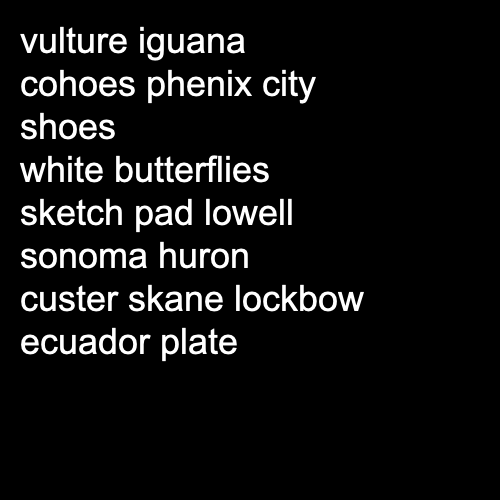 vulture iguana
cohoes phenix city
shoes
white butterflies
sketch pad lowell
sonoma huron
custer skane lockbow
ecuador plate